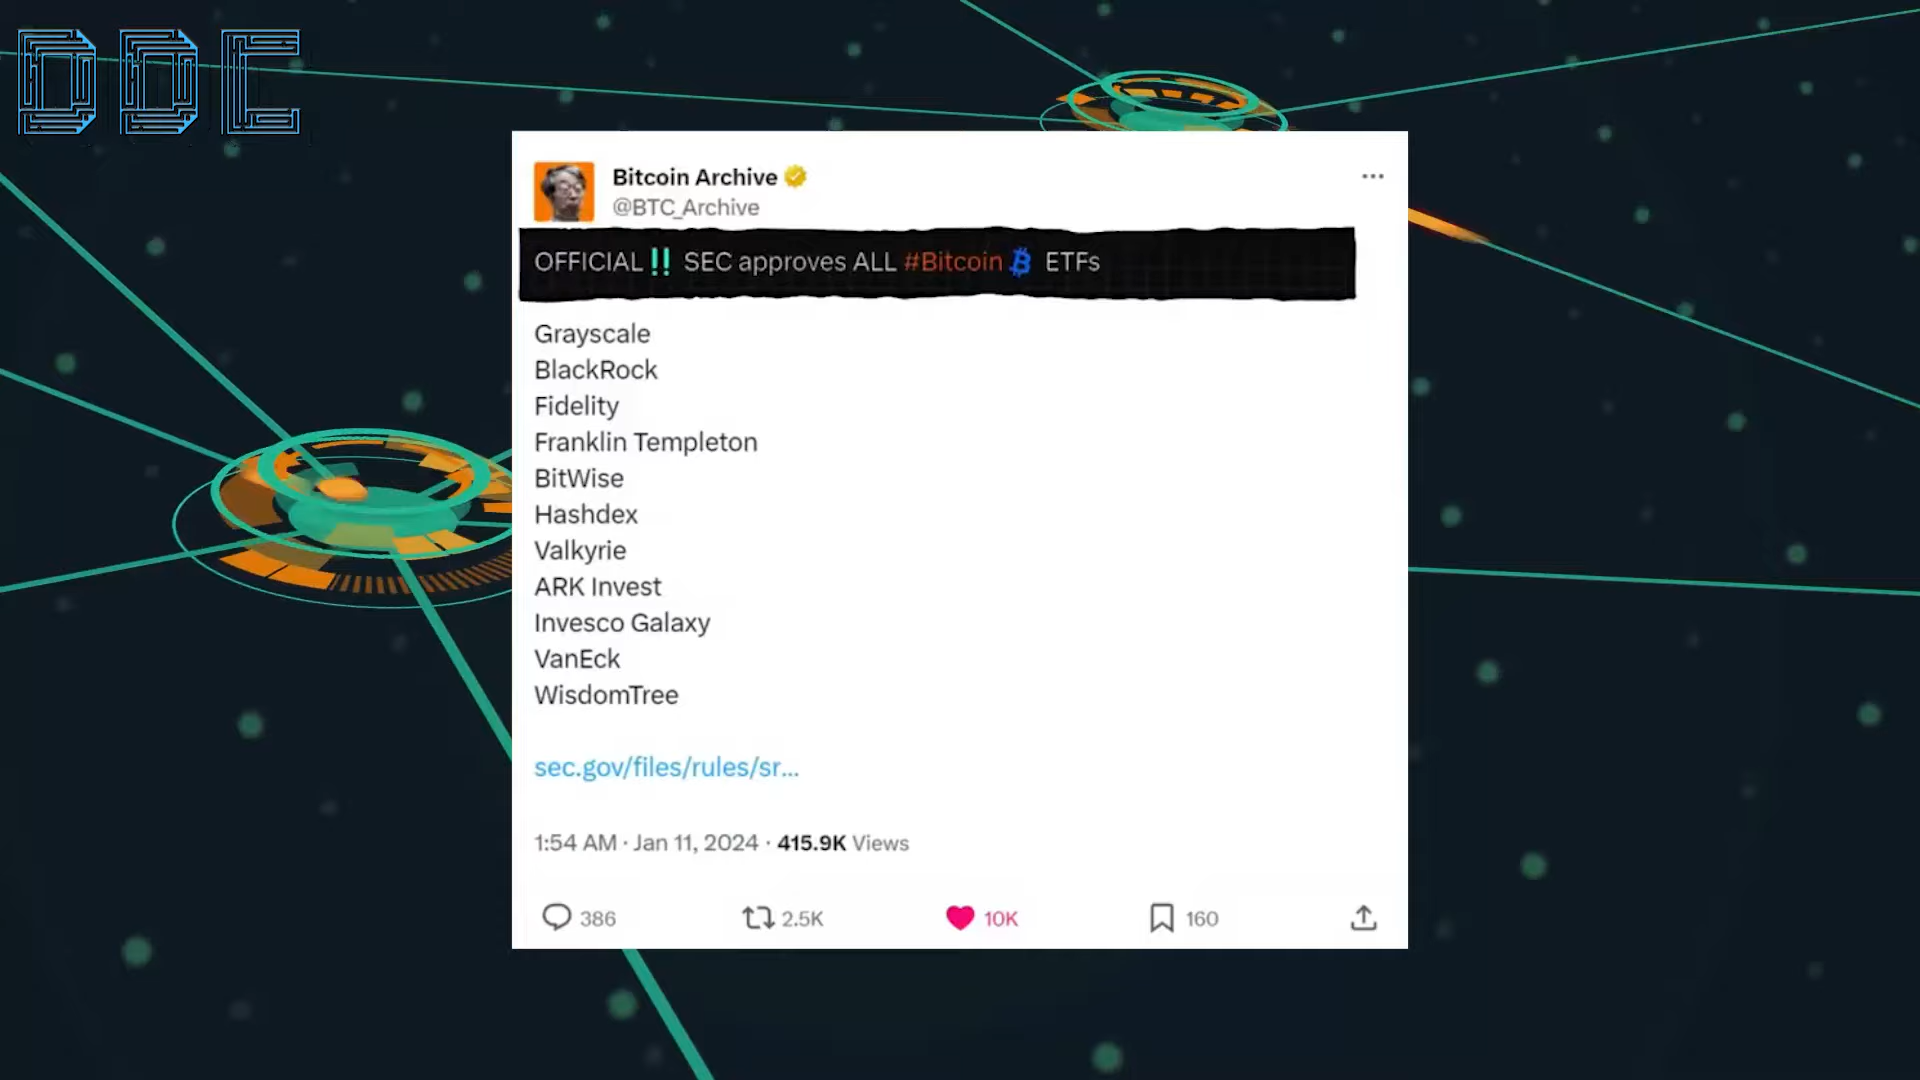 DDC
Bitcoin Archive
@BTC_Archive
OFFICIAL‼ SEC approves ALL #Bitcoin ₿ ETFs
Grayscale
BlackRock
Fidelity
Franklin Templeton
BitWise
Hashdex
Valkyrie
ARK Invest
Invesco Galaxy
VanEck
WisdomTree
sec.gov/files/rules/sr...
1:54 AM · Jan 11, 2024 · 415.9K Views
386 2.5K 10K 160